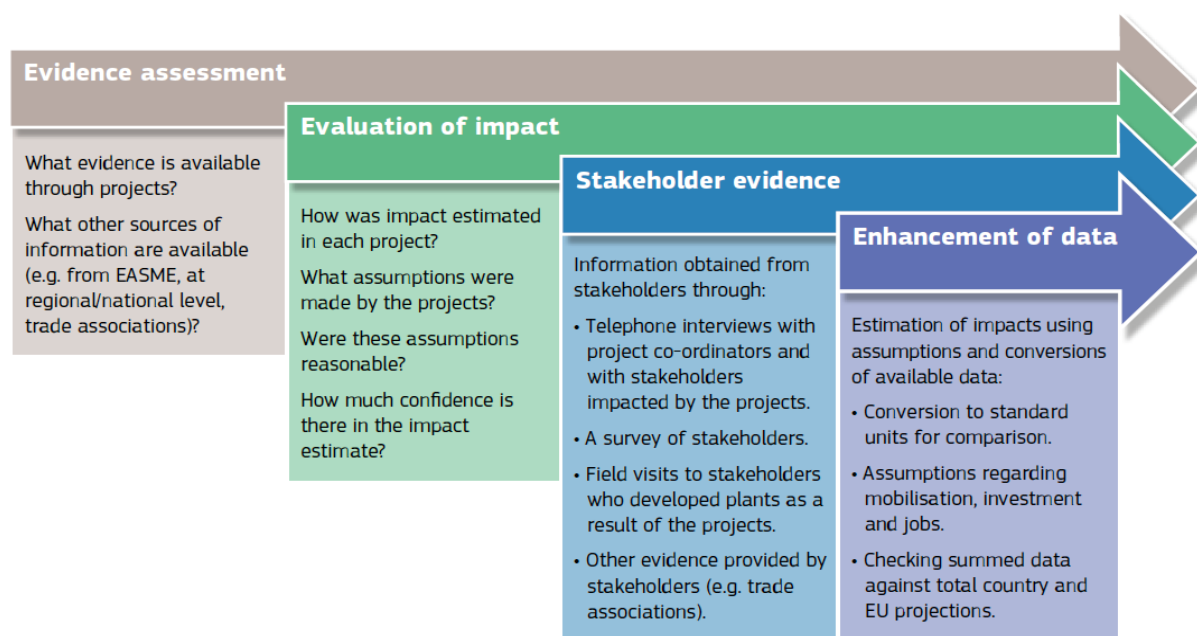 Evidence assessment
What evidence is available
through projects?
What other sources of
information are available
(e.g. from EASME, at
regional/national level,
trade associations)?
Evaluation of impact
How was impact estimated
in each project?
What assumptions were
made by the projects?
Were these assumptions
reasonable?
How much confidence is
there in the impact
estimate?
Stakeholder evidence
Information obtained from
stakeholders through:
• Telephone interviews with
project co-ordinators and
with stakeholders
impacted by the projects.
• A survey of stakeholders.
• Field visits to stakeholders
who developed plants as a
result of the projects.
• Other evidence provided by
stakeholders (e.g. trade
associations).
Enhancement of data
Estimation of impacts using
assumptions and conversions
of available data:
• Conversion to standard
units for comparison.
• Assumptions regarding
mobilisation, investment
and jobs.
• Checking summed data
against total country and
EU projections.